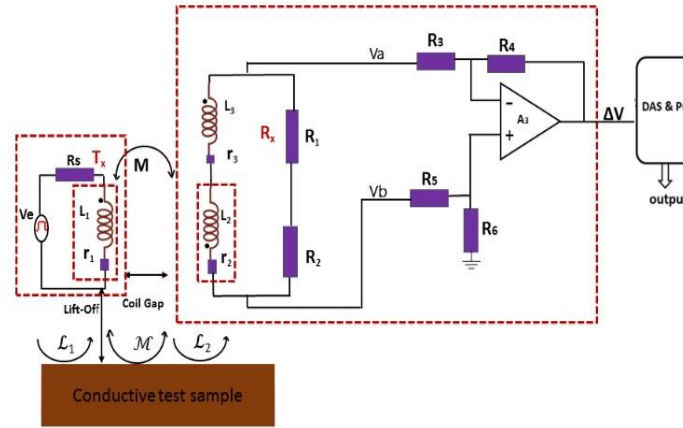 Va
R3
R4
L3
DAS & PC
A3
ΔV
Tx
Rs
M
Rx
R1
r3
Vb
R5
output
Ve
L1
L2
R6
r1
r2
R2
Lift-Off
Coil Gap
ℒ1
ℳ
ℒ2
Conductive test sample